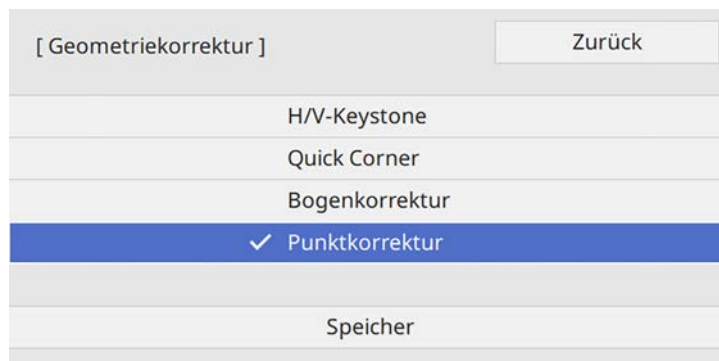 [ Geometriekorrektur ]
Zurück
H/V-Keystone
Quick Corner
Bogenkorrektur
Punktkorrektur
Speicher